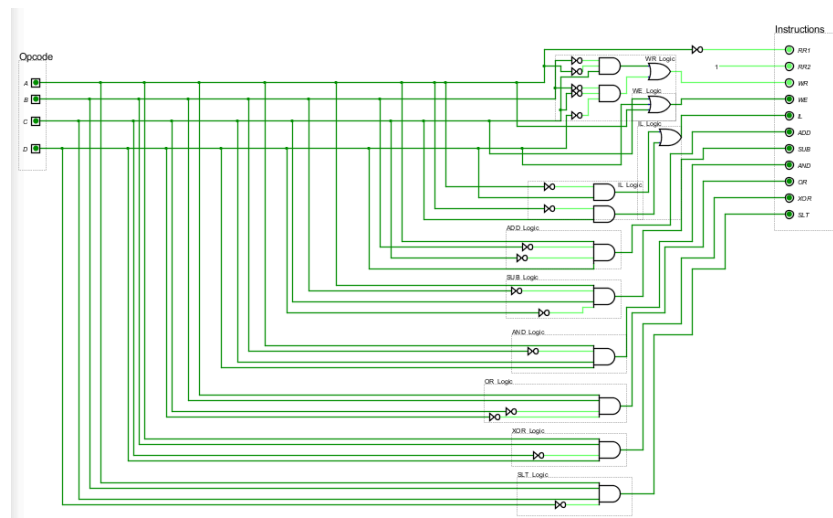 Instructions
Opcode
A
B
C
D
RR1
1
RR2
WR
WE
IL
ADD
SUB
AND
OR
XOR
SLT
WR Logic
WE Logic
IL Logic
IL Logic
ADD Logic
SUB Logic
AND Logic
OR Logic
XOR Logic
SLT Logic